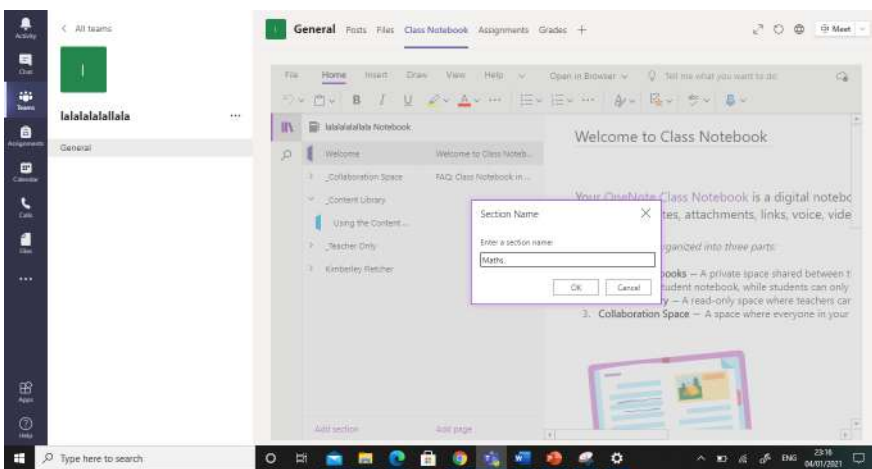 Activity
Chat
Teams
Assignments
Calendar
Calls
Files
Apps
Help
All teams
lalalalalallala
General
General Posts Files Class Notebook Assignments Grades
Meet
File Home Insert Draw View Help Open in Browser Tell me what you want to do
B I U A
lalalalalallala Notebook
Welcome
_Collaboration Space
_Content Library
Using the Content ...
_Teacher Only
Kimberley Fletcher
Add section
Welcome to Class Noteb...
FAQ: Class Notebook in ...
Add page
Welcome to Class Notebook
Your OneNote Class Notebook is a digital notebo
tes, attachments, links, voice, vide
ganized into three parts:
ooks — A private space shared between t
tudent notebook, while students can only
ry — A read-only space where teachers can
3. Collaboration Space — A space where everyone in your
Section Name
Enter a section name:
Maths
OK Cancel
Type here to search
ENG
23:16
04/01/2021